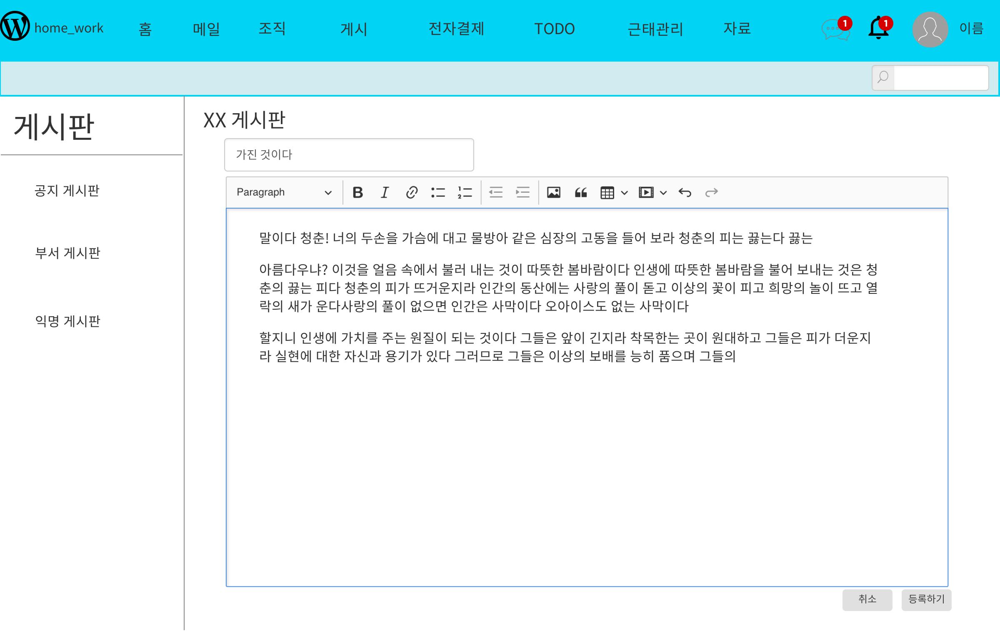 home_work 홈 메일 조직 게시 전자결제 TODO 근태관리 자료 1 1 이름
게시판
공지 게시판
부서 게시판
익명 게시판
XX 게시판
가진 것이다
Paragraph
말이다 청춘! 너의 두손을 가슴에 대고 물방아 같은 심장의 고동을 들어 보라 청춘의 피는 끓는다 끓는
아름다우냐? 이것을 얼음 속에서 불러 내는 것이 따뜻한 봄바람이다 인생에 따뜻한 봄바람을 불어 보내는 것은 청
춘의 끓는 피다 청춘의 피가 뜨거운지라 인간의 동산에는 사랑의 풀이 돋고 이상의 꽃이 피고 희망의 놀이 뜨고 열
락의 새가 운다사랑의 풀이 없으면 인간은 사막이다 오아이스도 없는 사막이다
할지니 인생에 가치를 주는 원질이 되는 것이다 그들은 앞이 긴지라 착목한는 곳이 원대하고 그들은 피가 더운지
라 실현에 대한 자신과 용기가 있다 그러므로 그들은 이상의 보배를 능히 품으며 그들의
취소 등록하기